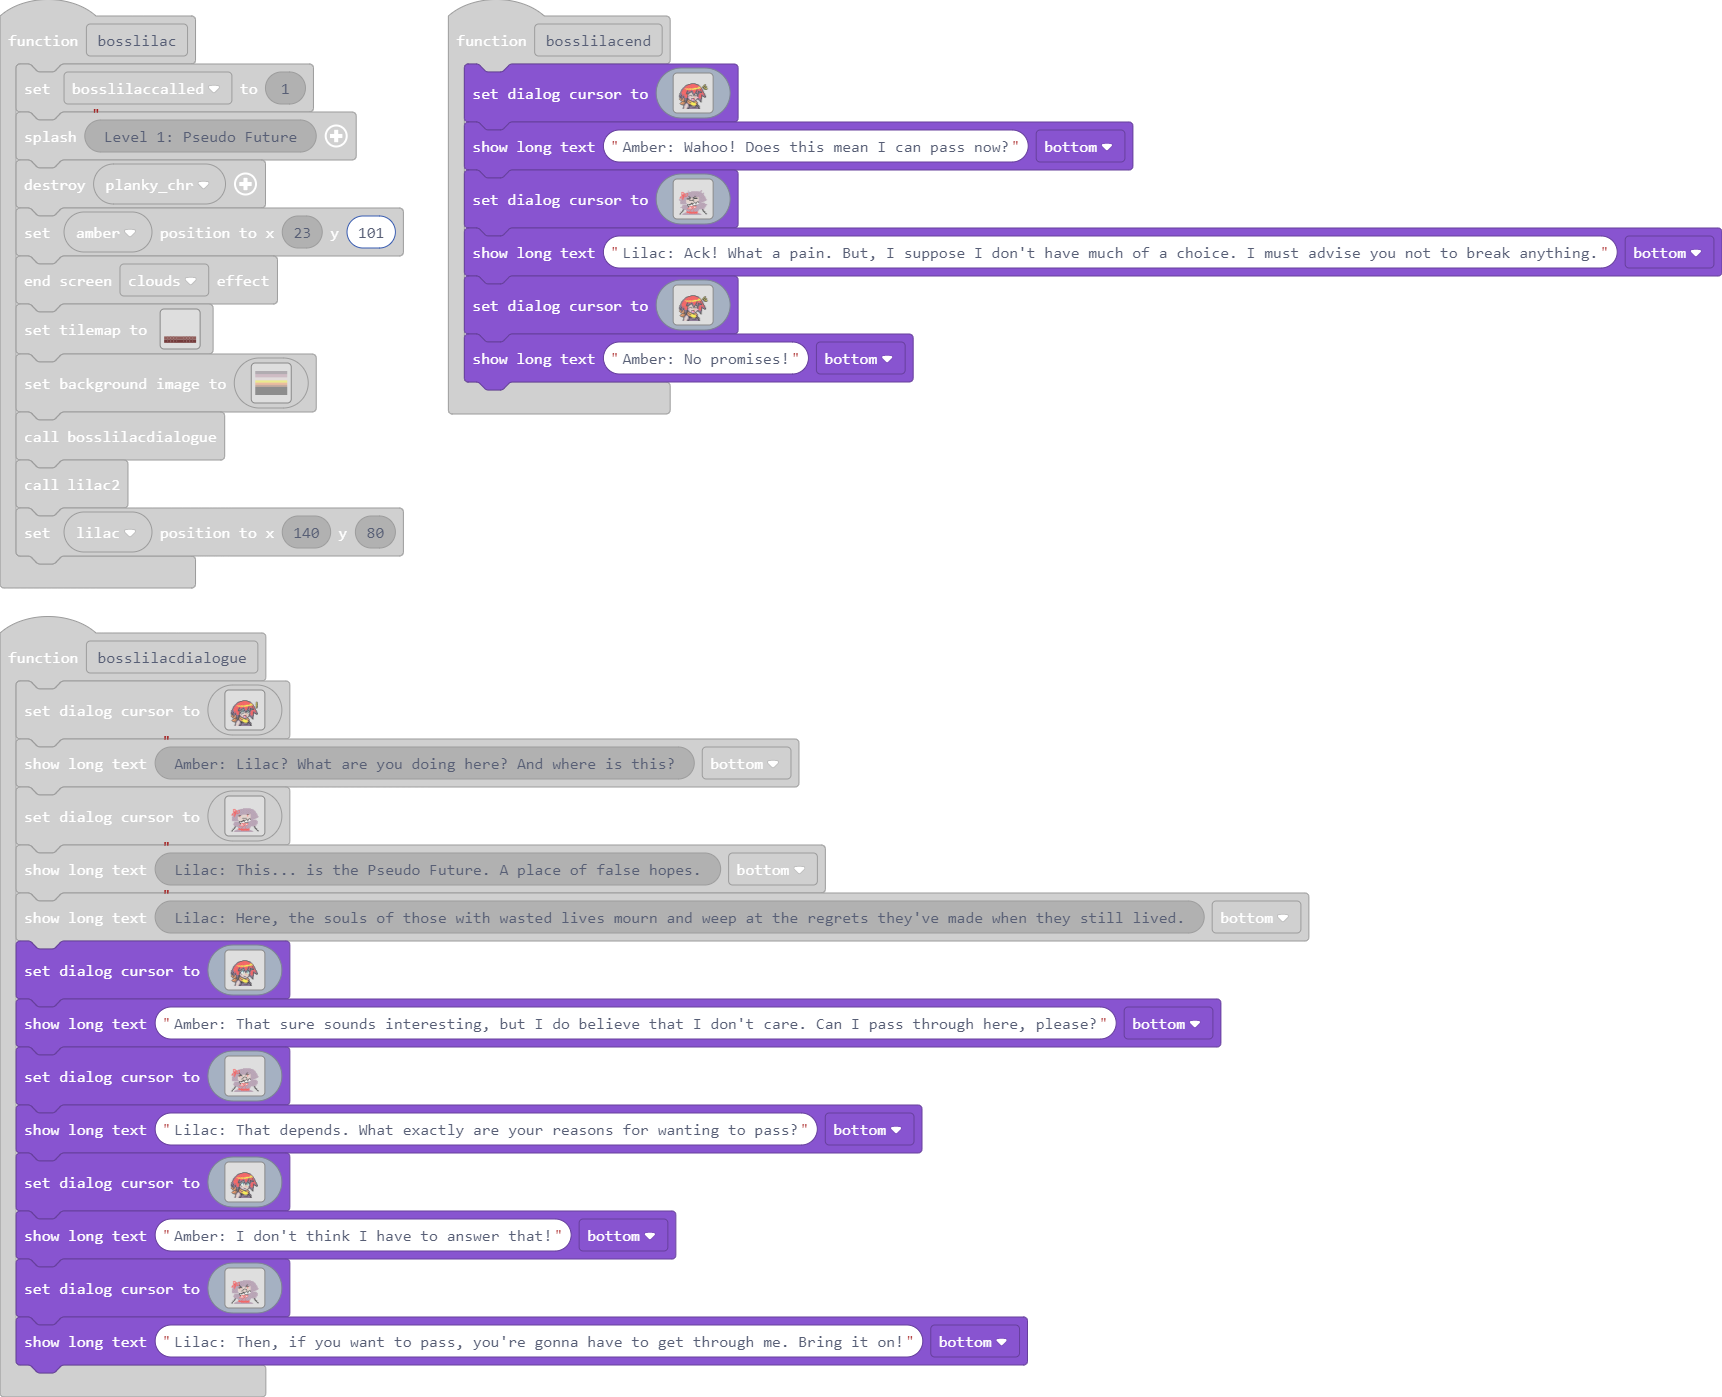 function bosslilac
set bosslilaccalled to 1
splash " Level 1: Pseudo Future
destroy planky_chr
set amber position to x 23 y 101
end screen clouds effect
set tilemap to
set background image to
call bosslilacdialogue
call lilac2
set lilac position to x 140 y 80
function bosslilacend
set dialog cursor to
show long text "Amber: Wahoo! Does this mean I can pass now?" bottom
set dialog cursor to
show long text "Lilac: Ack! What a pain. But, I suppose I don't have much of a choice. I must advise you not to break anything." bottom
set dialog cursor to
show long text "Amber: No promises!" bottom
function bosslilacdialogue
set dialog cursor to
show long text " Amber: Lilac? What are you doing here? And where is this? bottom
set dialog cursor to
show long text " Lilac: This... is the Pseudo Future. A place of false hopes. bottom
show long text " Lilac: Here, the souls of those with wasted lives mourn and weep at the regrets they've made when they still lived. bottom
set dialog cursor to
show long text "Amber: That sure sounds interesting, but I do believe that I don't care. Can I pass through here, please?" bottom
set dialog cursor to
show long text "Lilac: That depends. What exactly are your reasons for wanting to pass?" bottom
set dialog cursor to
show long text "Amber: I don't think I have to answer that!" bottom
set dialog cursor to
show long text "Lilac: Then, if you want to pass, you're gonna have to get through me. Bring it on!" bottom